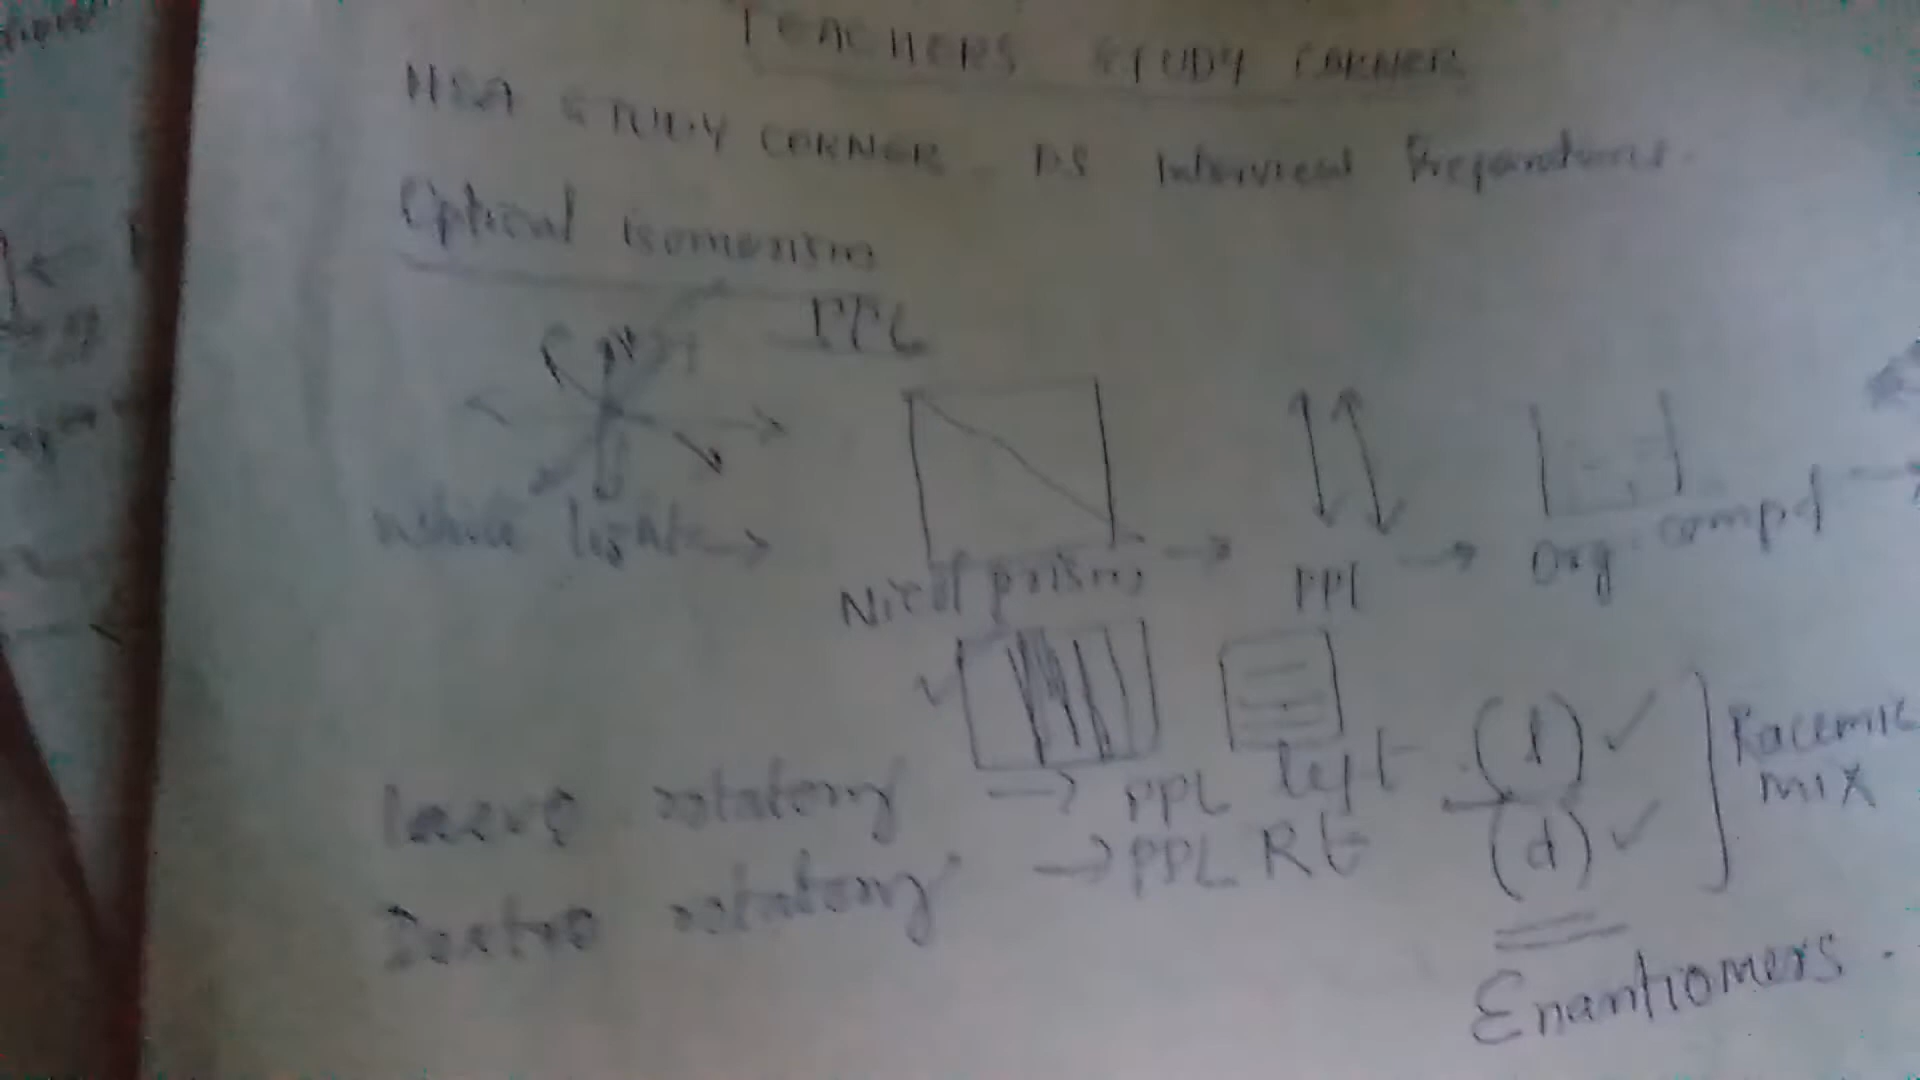 TEACHERS STUDY CORNER
HSA STUDY CORNER - DS Interview Preparations.
Optical isomerism
PPL
White light → Nicol prism → PPL → Org. compd →
laevo rotatory → PPL left (l) ✓
Dextro rotatory → PPL Rt (d) ✓
Racemic
mix
Enantiomers.